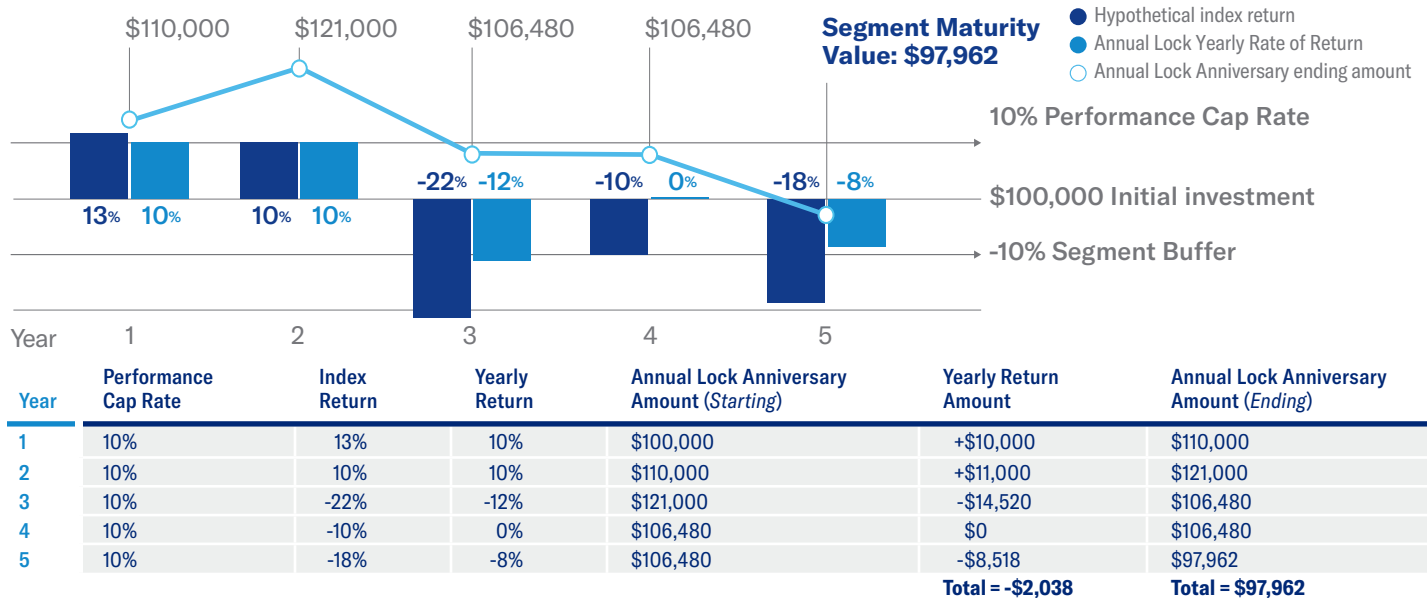 $110,000 $121,000 $106,480 $106,480
Segment Maturity
Value: $97,962
Hypothetical index return
Annual Lock Yearly Rate of Return
Annual Lock Anniversary ending amount
10% Performance Cap Rate
-22% -12% -10% 0% -18% -8%
$100,000 Initial investment
13% 10% 10% 10%
-10% Segment Buffer
Year 1 2 3 4 5
Year Performance Cap Rate Index Return Yearly Return Annual Lock Anniversary Amount (Starting) Yearly Return Amount Annual Lock Anniversary Amount (Ending)
1 10% 13% 10% $100,000 +$10,000 $110,000
2 10% 10% 10% $110,000 +$11,000 $121,000
3 10% -22% -12% $121,000 -$14,520 $106,480
4 10% -10% 0% $106,480 $0 $106,480
5 10% -18% -8% $106,480 -$8,518 $97,962
Total = -$2,038 Total = $97,962